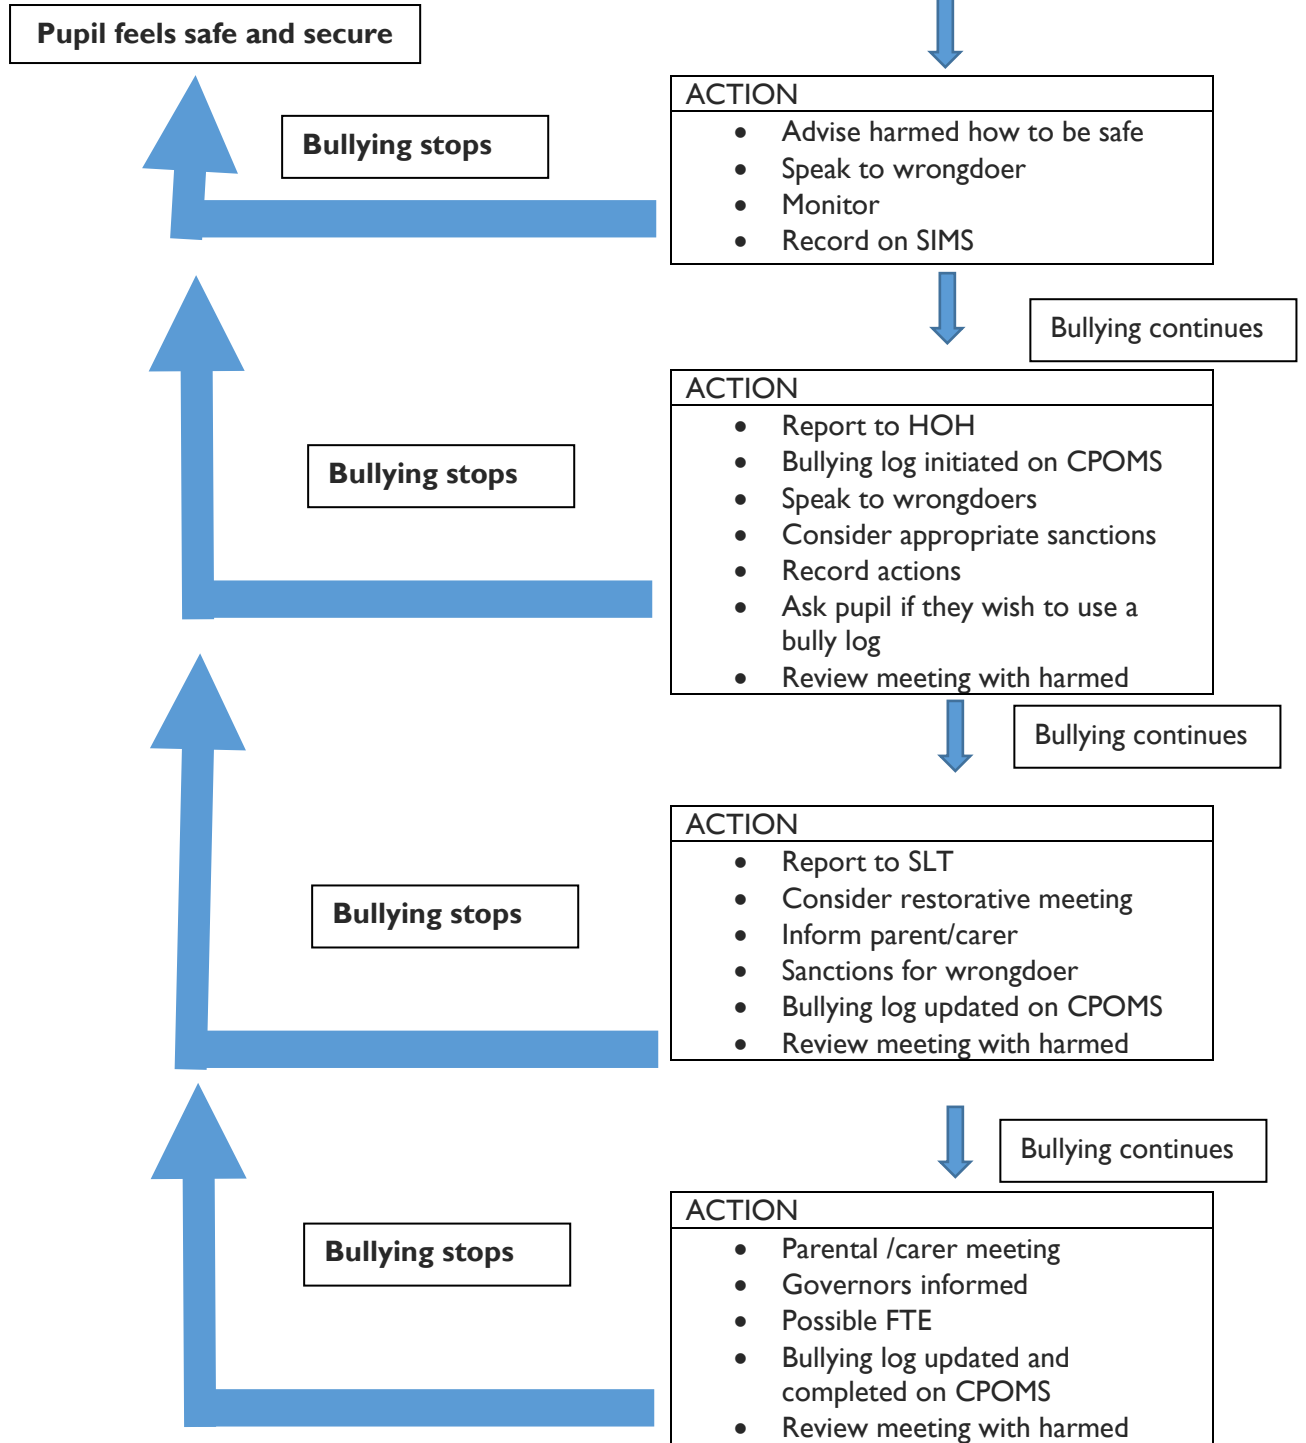 Pupil feels safe and secure
ACTION
• Advise harmed how to be safe
• Speak to wrongdoer
• Monitor
• Record on SIMS
Bullying stops
Bullying continues
ACTION
• Report to HOH
• Bullying log initiated on CPOMS
• Speak to wrongdoers
• Consider appropriate sanctions
• Record actions
• Ask pupil if they wish to use a
bully log
• Review meeting with harmed
Bullying stops
Bullying continues
ACTION
• Report to SLT
• Consider restorative meeting
• Inform parent/carer
• Sanctions for wrongdoer
• Bullying log updated on CPOMS
• Review meeting with harmed
Bullying stops
Bullying continues
ACTION
• Parental /carer meeting
• Governors informed
• Possible FTE
• Bullying log updated and
completed on CPOMS
• Review meeting with harmed
Bullying stops